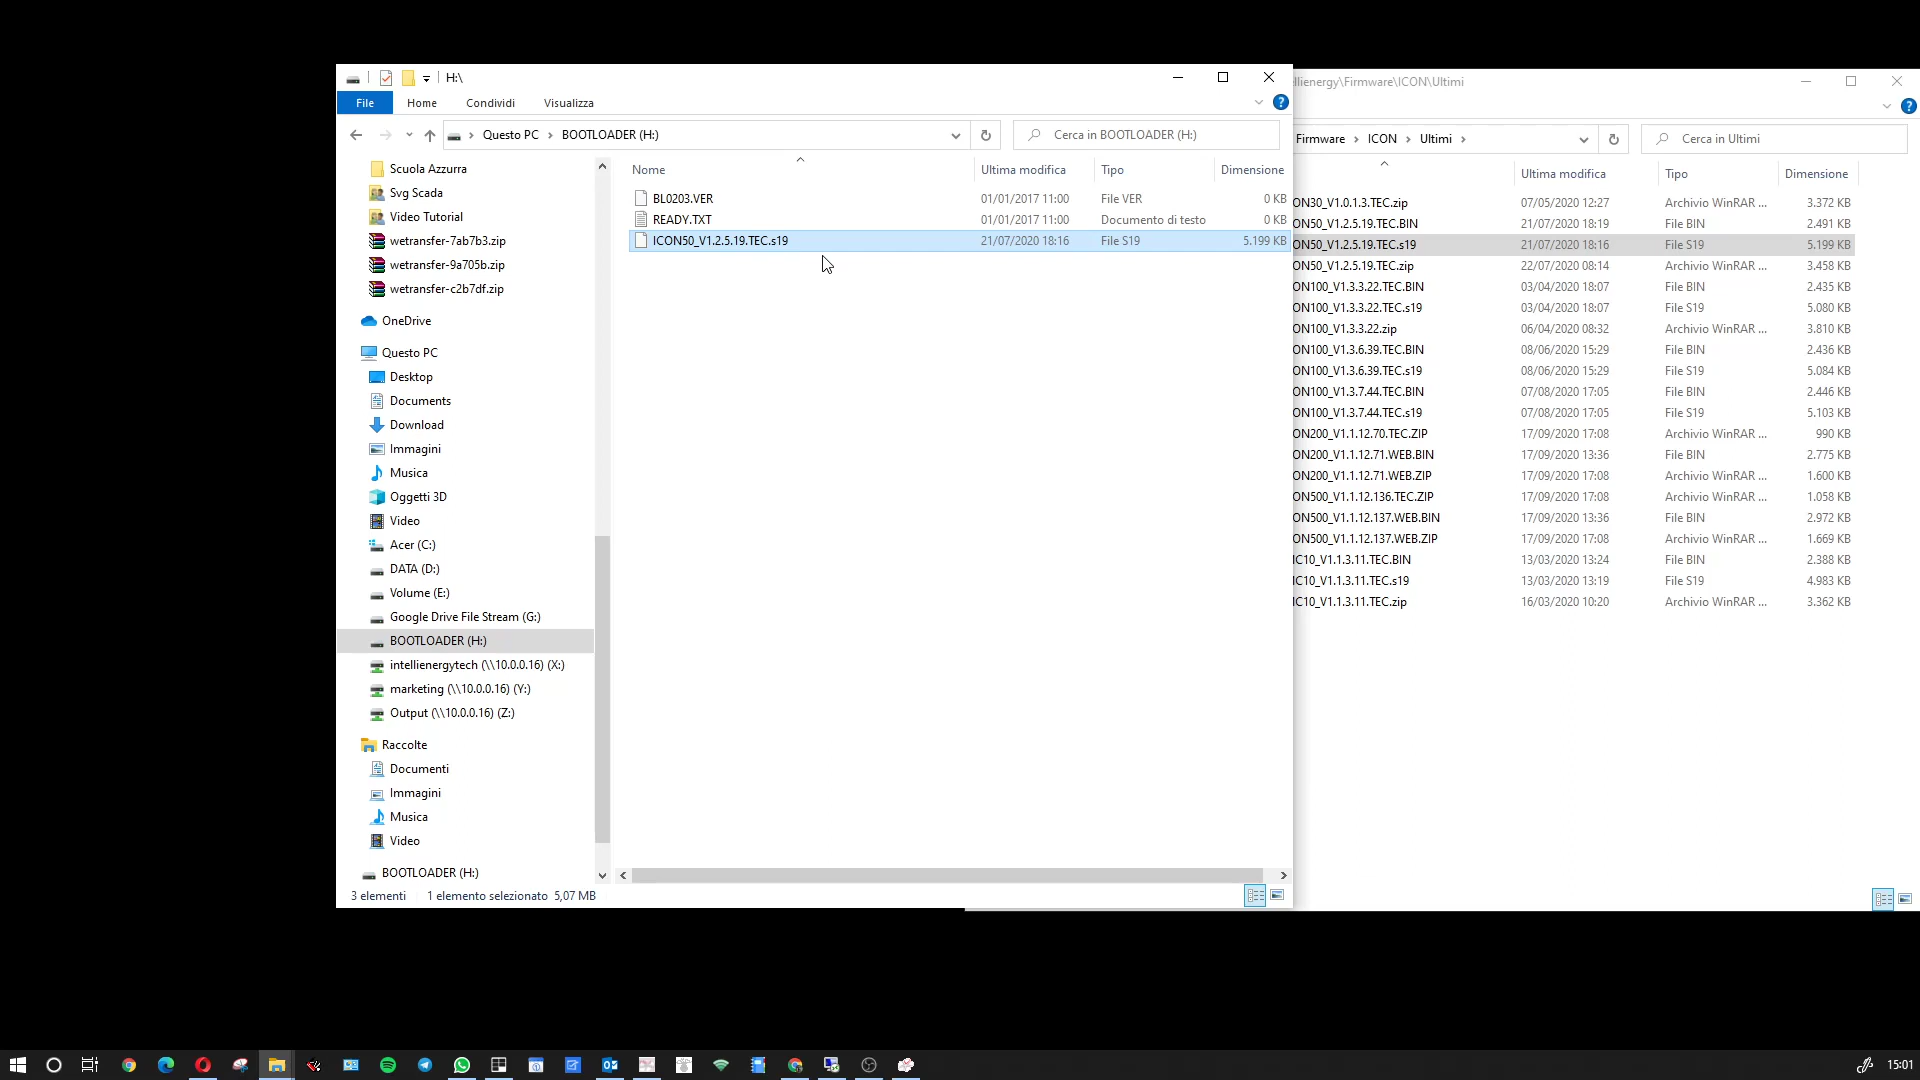 H:\
File Home Condividi Visualizza
Questo PC BOOTLOADER (H:) Cerca in BOOTLOADER (H:)
Scuola Azzurra
Svg Scada
Video Tutorial
wetransfer-7ab7b3.zip
wetransfer-9a705b.zip
wetransfer-c2b7df.zip
OneDrive
Questo PC
Desktop
Documents
Download
Immagini
Musica
Oggetti 3D
Video
Acer (C:)
DATA (D:)
Volume (E:)
Google Drive File Stream (G:)
BOOTLOADER (H:)
intellienergytech (\\10.0.0.16) (X:)
marketing (\\10.0.0.16) (Y:)
Output (\\10.0.0.16) (Z:)
Raccolte
Documenti
Immagini
Musica
Video
BOOTLOADER (H:)
3 elementi 1 elemento selezionato 5,07 MB
Nome Ultima modifica Tipo Dimensione
BL0203.VER 01/01/2017 11:00 File VER 0 KB
READY.TXT 01/01/2017 11:00 Documento di testo 0 KB
ICON50_V1.2.5.19.TEC.s19 21/07/2020 18:16 File S19 5.199 KB
ellienergy\Firmware\ICON\Ultimi
Firmware ICON Ultimi Cerca in Ultimi
Ultima modifica Tipo Dimensione
ON30_V1.0.1.3.TEC.zip 07/05/2020 12:27 Archivio WinRAR ... 3.372 KB
ON50_V1.2.5.19.TEC.BIN 21/07/2020 18:19 File BIN 2.491 KB
ON50_V1.2.5.19.TEC.s19 21/07/2020 18:16 File S19 5.199 KB
ON50_V1.2.5.19.TEC.zip 22/07/2020 08:14 Archivio WinRAR ... 3.458 KB
ON100_V1.3.3.22.TEC.BIN 03/04/2020 18:07 File BIN 2.435 KB
ON100_V1.3.3.22.TEC.s19 03/04/2020 18:07 File S19 5.080 KB
ON100_V1.3.3.22.zip 06/04/2020 08:32 Archivio WinRAR ... 3.810 KB
ON100_V1.3.6.39.TEC.BIN 08/06/2020 15:29 File BIN 2.436 KB
ON100_V1.3.6.39.TEC.s19 08/06/2020 15:29 File S19 5.084 KB
ON100_V1.3.7.44.TEC.BIN 07/08/2020 17:05 File BIN 2.446 KB
ON100_V1.3.7.44.TEC.s19 07/08/2020 17:05 File S19 5.103 KB
ON200_V1.1.12.70.TEC.ZIP 17/09/2020 17:08 Archivio WinRAR ... 990 KB
ON200_V1.1.12.71.WEB.BIN 17/09/2020 13:36 File BIN 2.775 KB
ON200_V1.1.12.71.WEB.ZIP 17/09/2020 17:08 Archivio WinRAR ... 1.600 KB
ON500_V1.1.12.136.TEC.ZIP 17/09/2020 17:08 Archivio WinRAR ... 1.058 KB
ON500_V1.1.12.137.WEB.BIN 17/09/2020 13:36 File BIN 2.972 KB
ON500_V1.1.12.137.WEB.ZIP 17/09/2020 17:08 Archivio WinRAR ... 1.669 KB
IC10_V1.1.3.11.TEC.BIN 13/03/2020 13:24 File BIN 2.388 KB
IC10_V1.1.3.11.TEC.s19 13/03/2020 13:19 File S19 4.983 KB
IC10_V1.1.3.11.TEC.zip 16/03/2020 10:20 Archivio WinRAR ... 3.362 KB
15:01